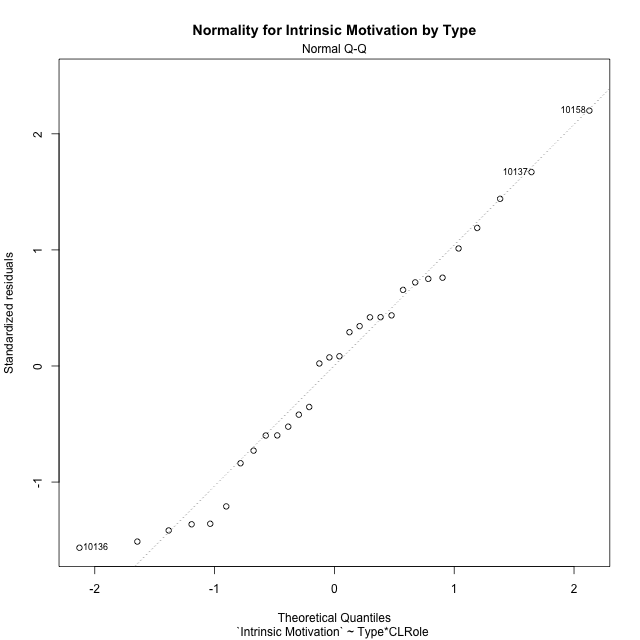 Normality for Intrinsic Motivation by Type
Normal Q-Q
10158
10137
10136
Standardized residuals
2
1
0
-1
-2 -1 0 1 2
Theoretical Quantiles
`Intrinsic Motivation` ~ Type*CLRole